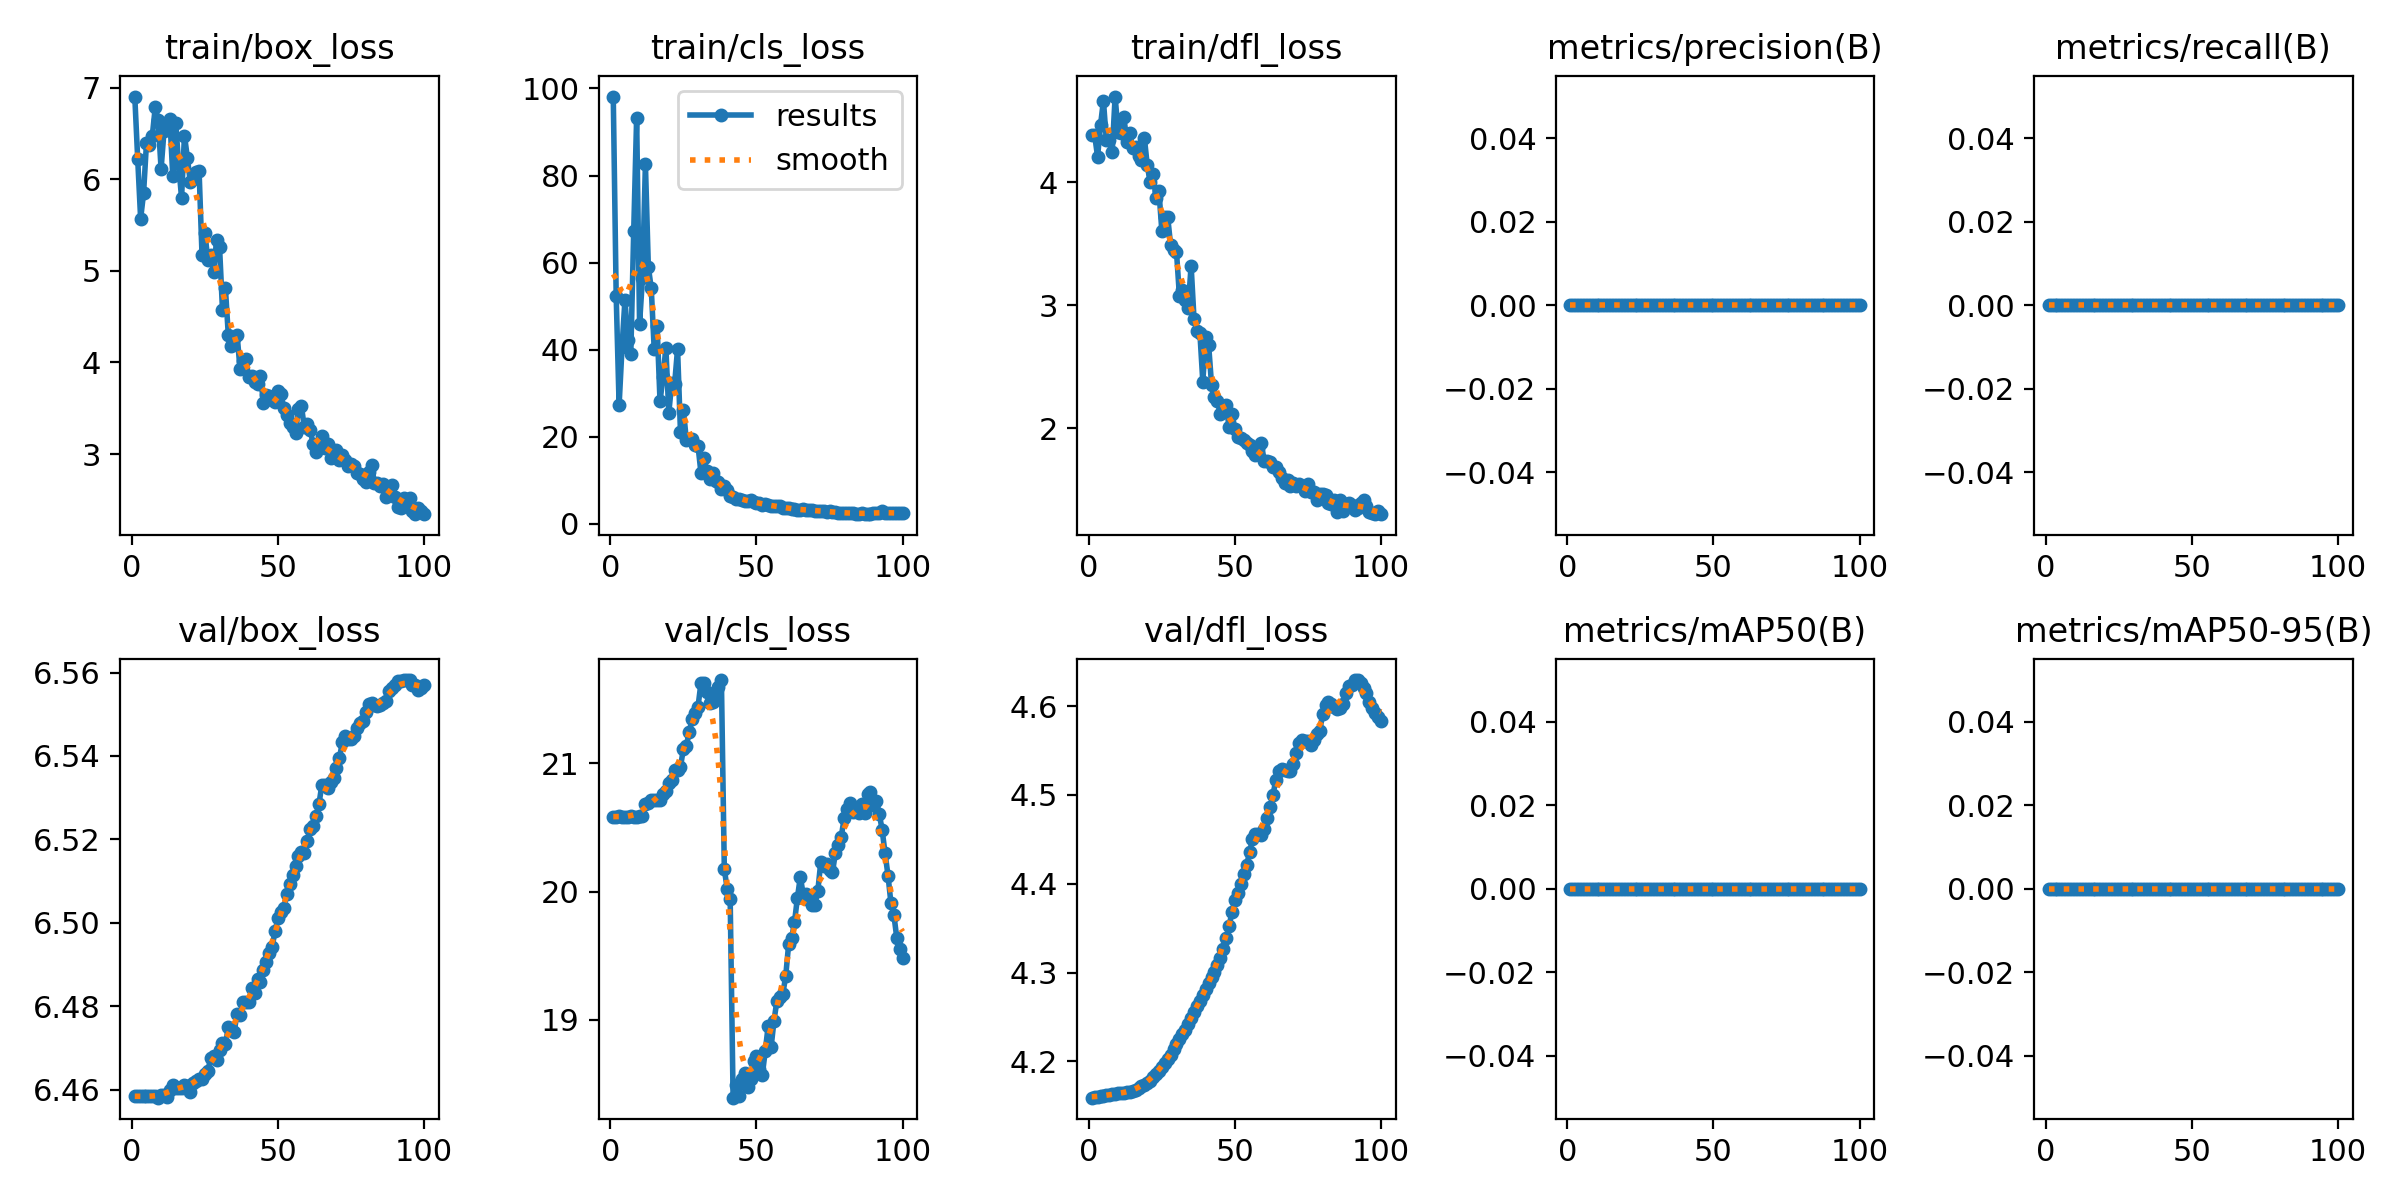 train/box_loss
train/cls_loss
train/dfl_loss
metrics/precision(B)
metrics/recall(B)
7
6
5
4
3
0 50 100
100
80
60
40
20
0
results
smooth
0 50 100
4
3
2
0 50 100
0.04
0.02
0.00
−0.02
−0.04
0 50 100
0.04
0.02
0.00
−0.02
−0.04
0 50 100
val/box_loss
val/cls_loss
val/dfl_loss
metrics/mAP50(B)
metrics/mAP50-95(B)
6.56
6.54
6.52
6.50
6.48
6.46
0 50 100
21
20
19
0 50 100
4.6
4.5
4.4
4.3
4.2
0 50 100
0.04
0.02
0.00
−0.02
−0.04
0 50 100
0.04
0.02
0.00
−0.02
−0.04
0 50 100